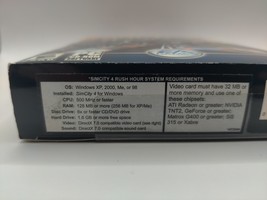 *SIMCITY 4 RUSH HOUR SYSTEM REQUIREMENTS*
OS: Windows XP, 2000, Me, or 98
Installed: SimCity 4 for Windows
CPU: 500 MHz or faster
RAM: 128 MB or more (256 MB for XP/Me)
Disc Drive: 8x or faster CD/DVD drive
Hard Drive: 1.0 GB or more free space
Video: DirectX 7.0 compatible video card (see right)
Sound: DirectX 7.0 compatible sound card
Video card must have 32 MB
or more memory and use one of
these chipsets:
ATI Radeon or greater; NVIDIA
TNT2, GeForce or greater;
Matrox G400 or greater; SiS
315 or Xabre